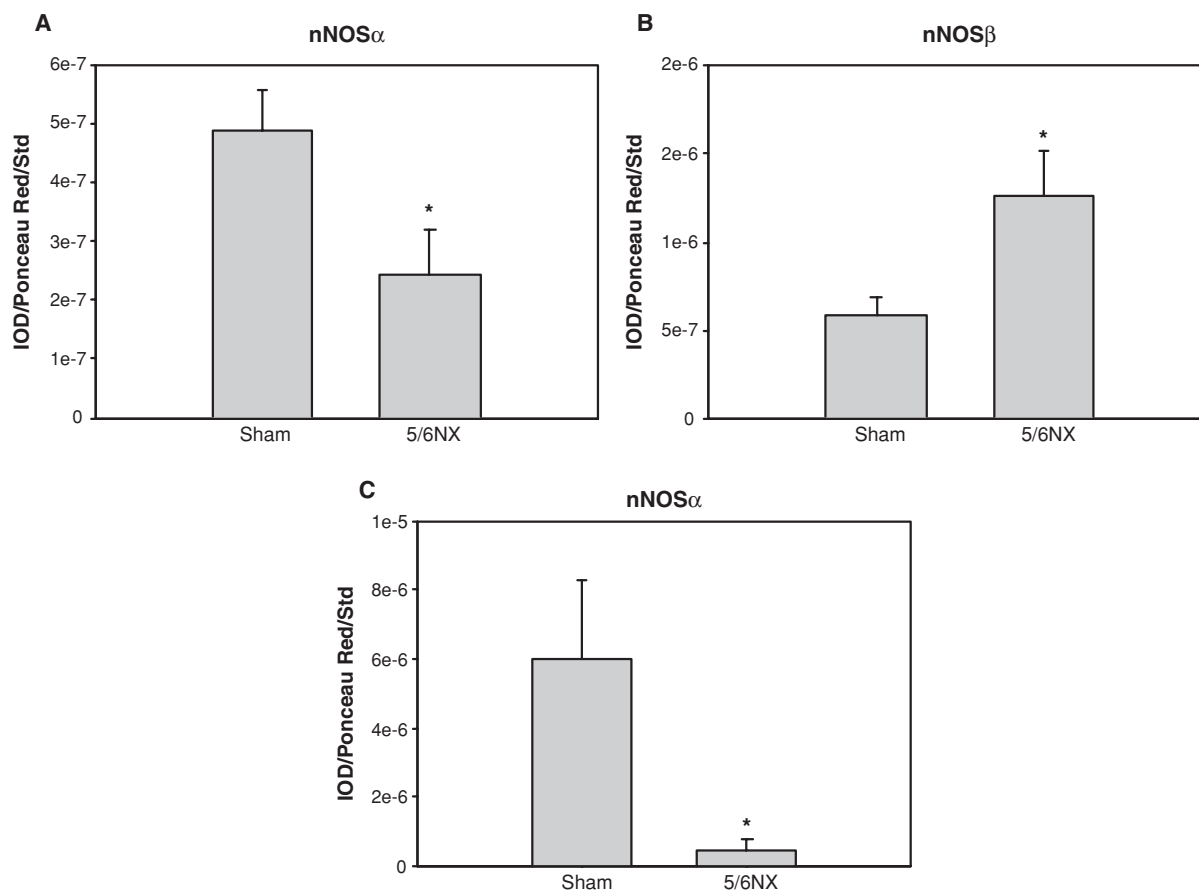 A
nNOSα
IOD/Ponceau Red/Std
6e-7
5e-7
4e-7
3e-7
2e-7
1e-7
0
*
Sham 5/6NX
B
nNOSβ
IOD/Ponceau Red/Std
2e-6
2e-6
1e-6
5e-7
0
*
Sham 5/6NX
C
nNOSα
IOD/Ponceau Red/Std
1e-5
8e-6
6e-6
4e-6
2e-6
0
*
Sham 5/6NX